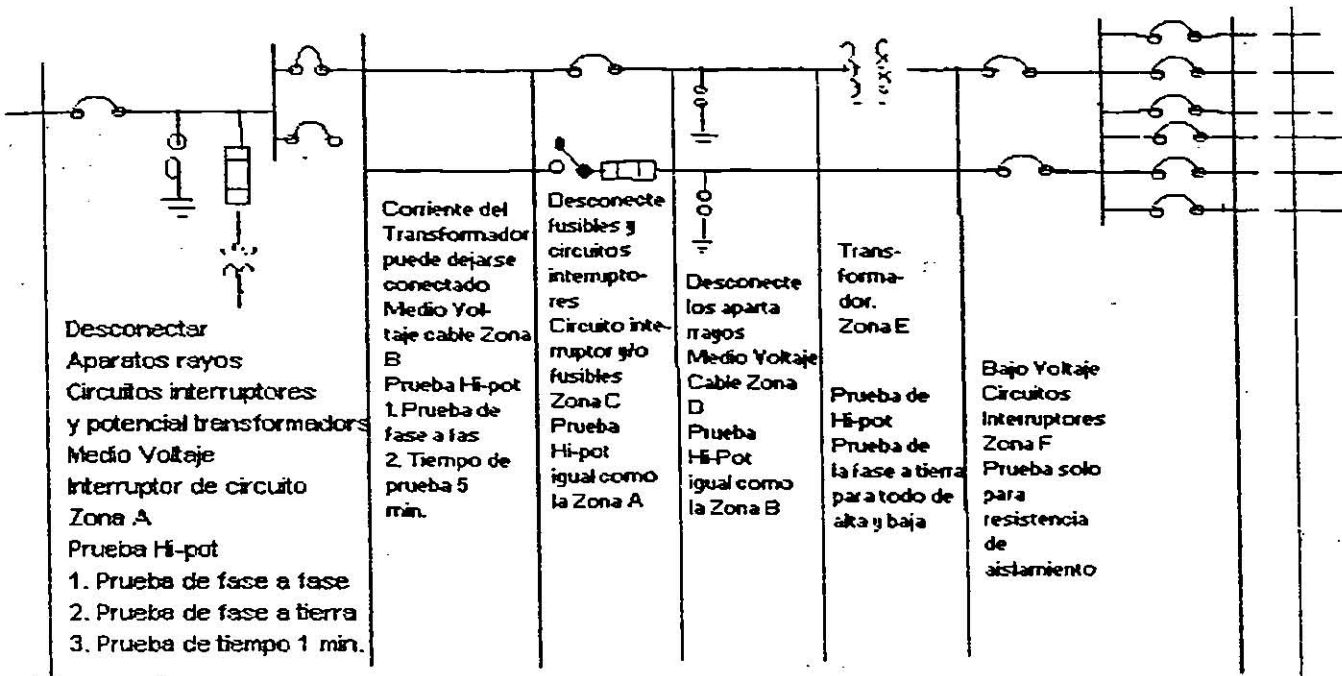 Desconectar
Aparatos rayos
Circuitos interruptores
y potencial transformadors
Medio Voltaje
Interruptor de circuito
Zona A
Prueba Hi-pot
1. Prueba de fase a fase
2. Prueba de fase a tierra
3. Prueba de tiempo 1 min.
Corriente del
Transformador
puede dejarse
conectado
Medio Vol-
taje cable Zona
B
Prueba Hi-pot
1. Prueba de
fase a fas
2. Tiempo de
prueba 5
min.
Desconecte
fusibles y
circuitos
interrupto-
res
Circuito inte-
rruptor y/o
fusibles
Zona C
Prueba
Hi-pot
igual como
la Zona A
Desconecte
los aparta
rrayos
Medio Voltaje
Cable Zona
D
Prueba
Hi-Pot
igual como
la Zona B
Trans-
forma-
dor.
Zona E
Prueba de
Hi-pot
Prueba de
la fase a tierra
para todo de
alta y baja
Bajo Voltaje
Circuitos
Interruptores
Zona F
Prueba solo
para
resistencia
de
aislamiento